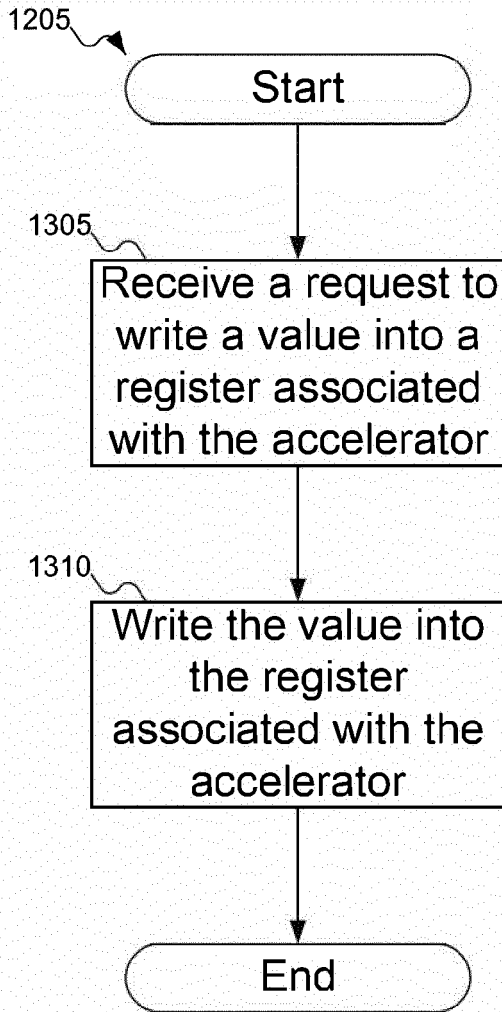 1205
Start
1305
Receive a request to
write a value into a
register associated
with the accelerator
1310
Write the value into
the register
associated with the
accelerator
End